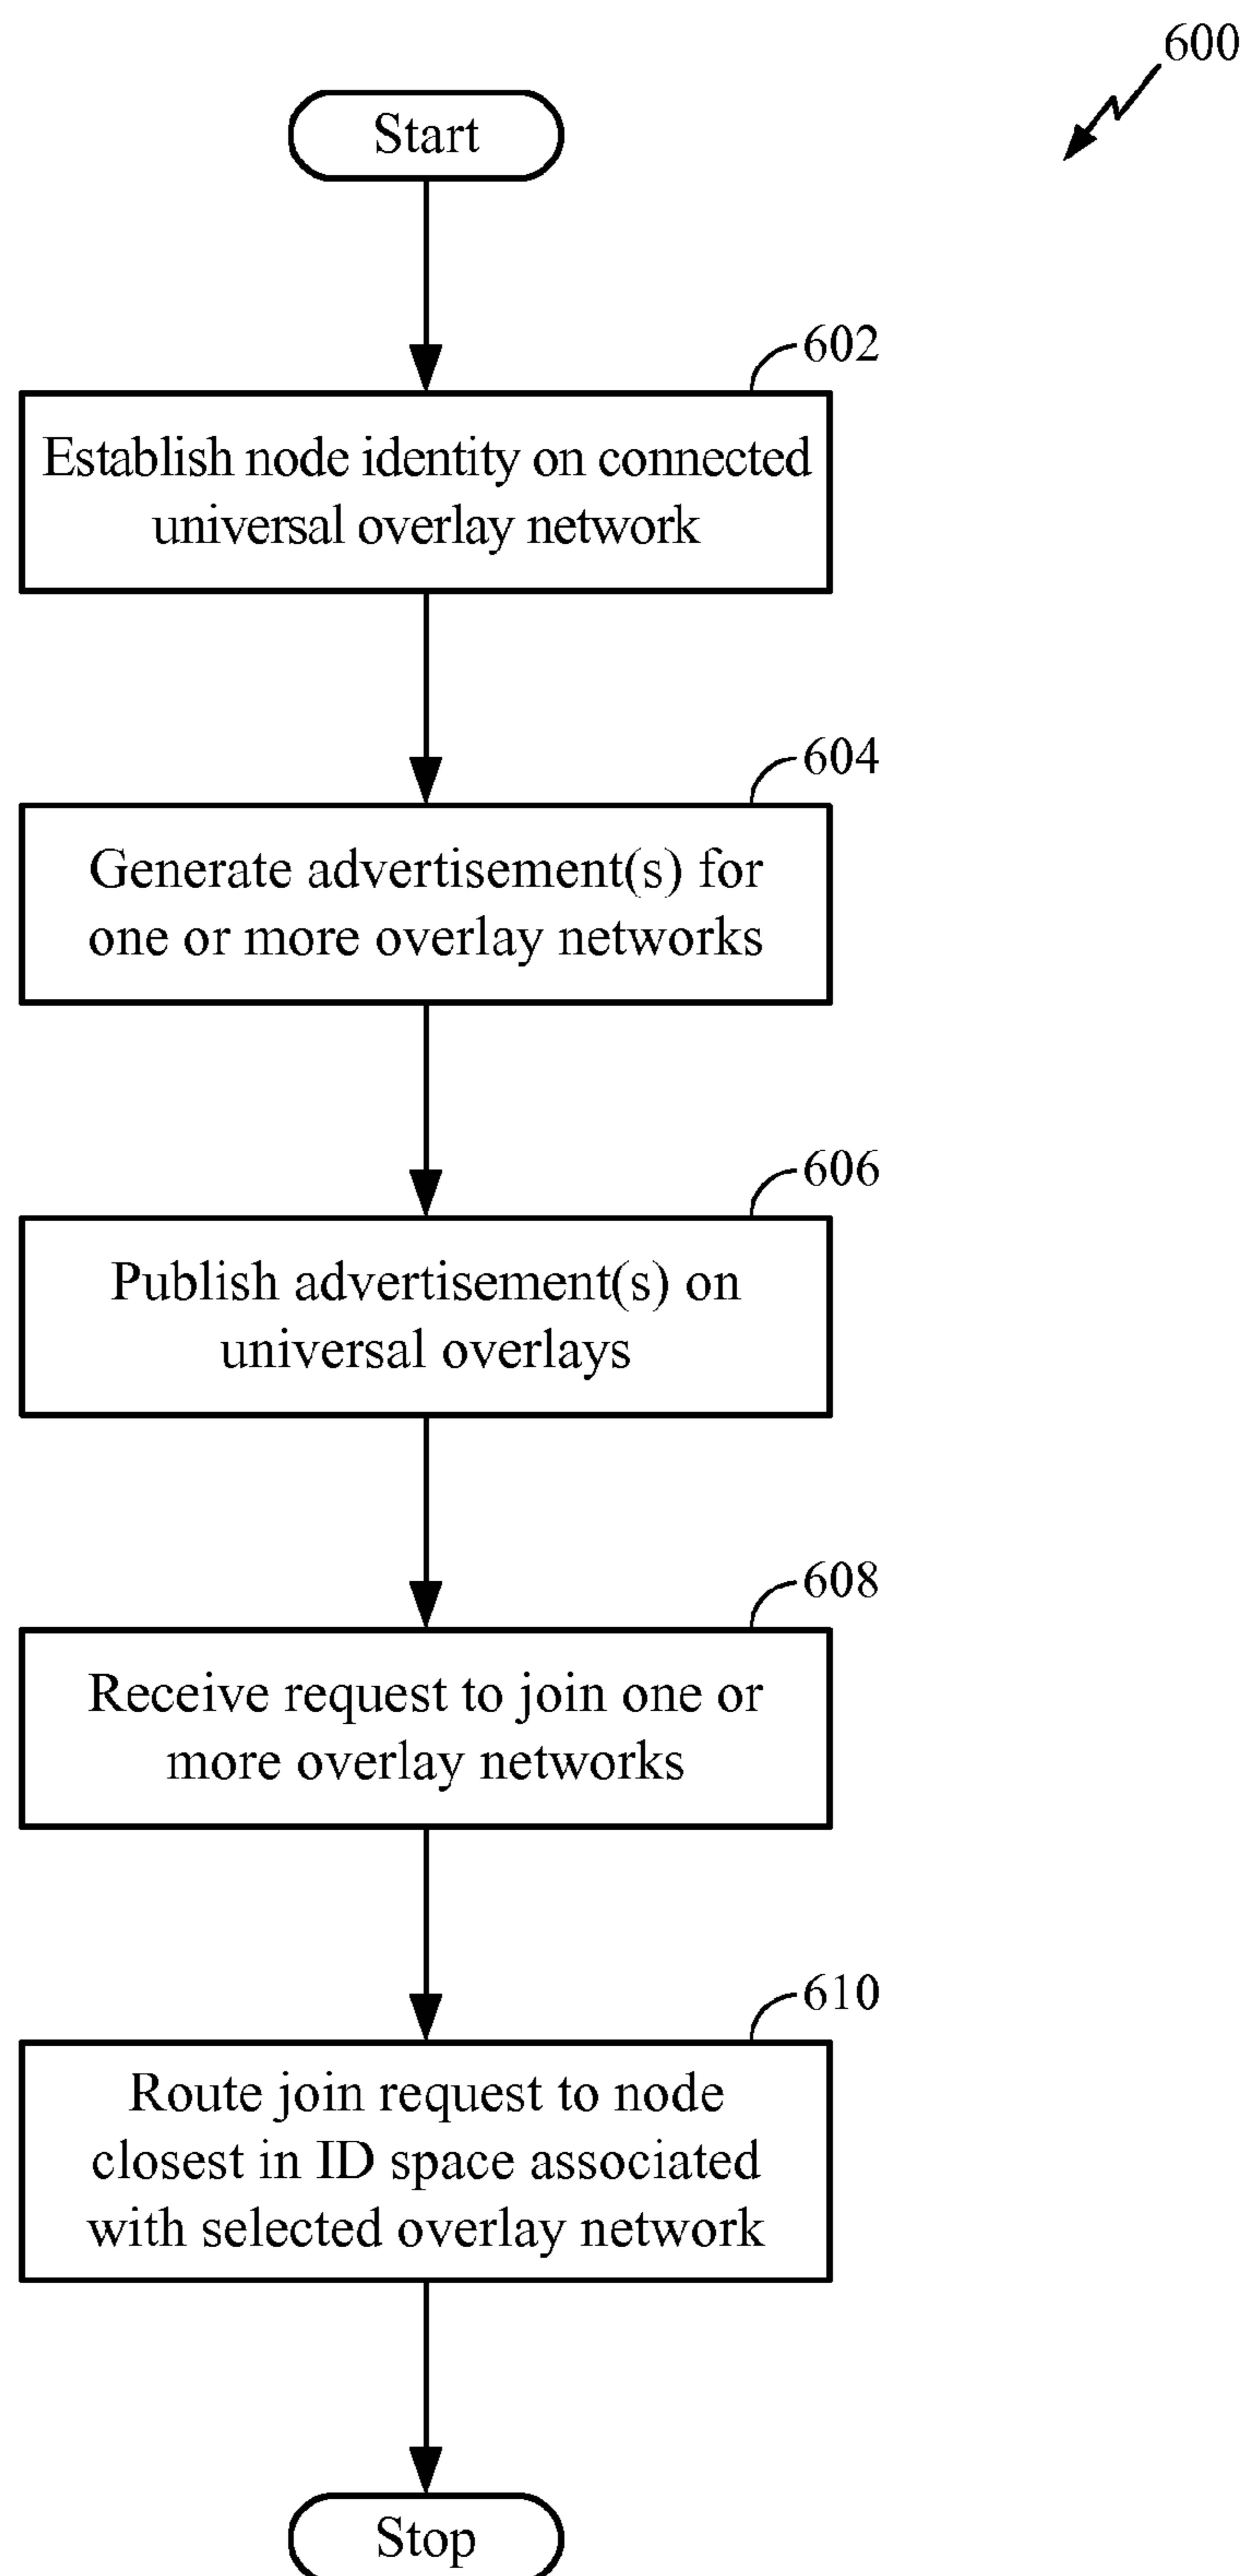 600
Start
602
Establish node identity on connected
universal overlay network
604
Generate advertisement(s) for
one or more overlay networks
606
Publish advertisement(s) on
universal overlays
608
Receive request to join one or
more overlay networks
610
Route join request to node
closest in ID space associated
with selected overlay network
Stop